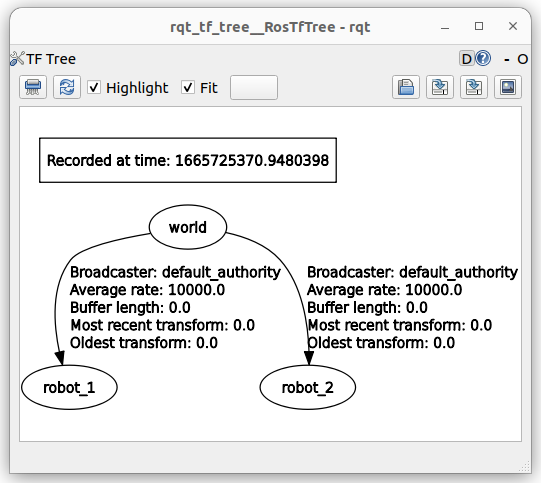 rqt_tf_tree__RosTfTree - rqt
TF Tree
D
- O
Highlight
Fit
Recorded at time: 1665725370.9480398
world
Broadcaster: default_authority
Average rate: 10000.0
Buffer length: 0.0
Most recent transform: 0.0
Oldest transform: 0.0
Broadcaster: default_authority
Average rate: 10000.0
Buffer length: 0.0
Most recent transform: 0.0
Oldest transform: 0.0
robot_1
robot_2